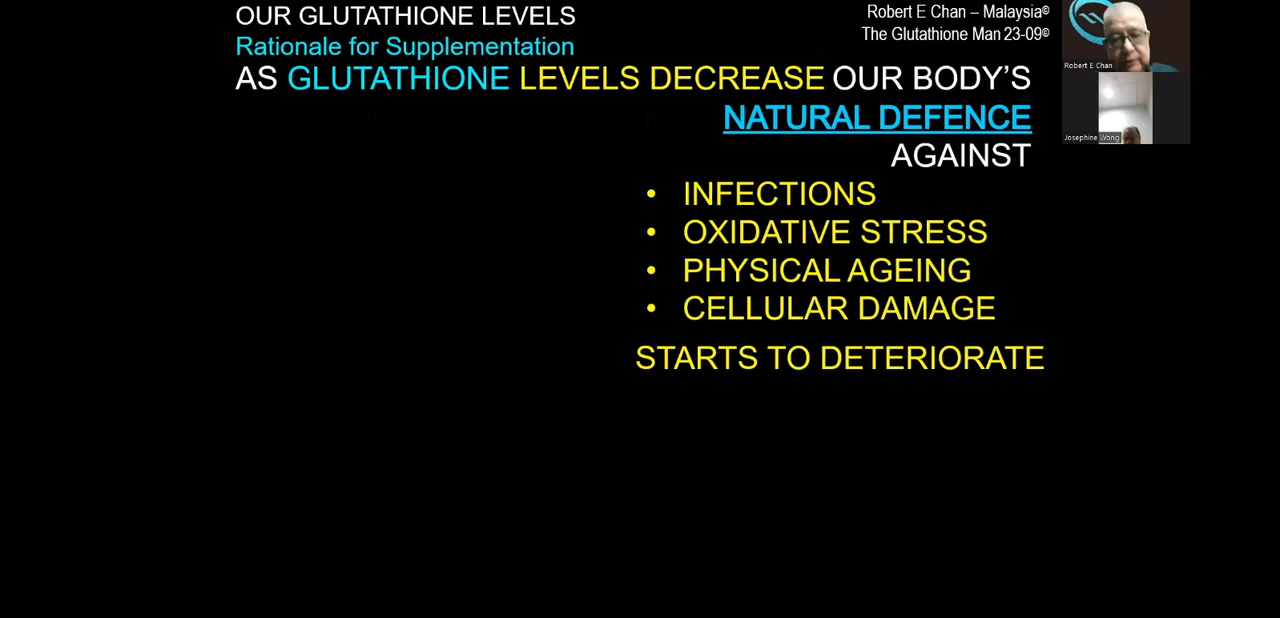 OUR GLUTATHIONE LEVELS
Rationale for Supplementation
Robert E Chan – Malaysia©
The Glutathione Man 23-09©
AS GLUTATHIONE LEVELS DECREASE OUR BODY'S
NATURAL DEFENCE
AGAINST
• INFECTIONS
• OXIDATIVE STRESS
• PHYSICAL AGEING
• CELLULAR DAMAGE
STARTS TO DETERIORATE
Robert E Chan
Josephine Wong